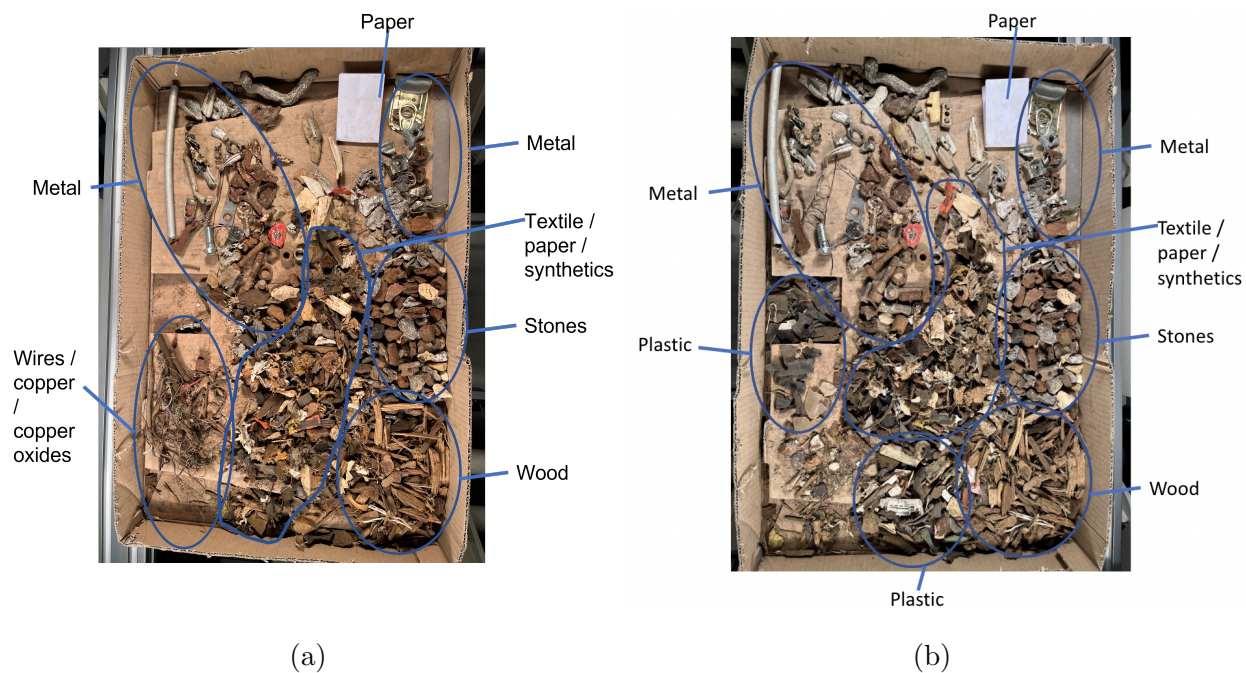 Paper
Metal
Metal
Textile /
paper /
synthetics
Stones
Wires /
copper
/
copper
oxides
Wood
(a)
Paper
Metal
Metal
Textile /
paper /
synthetics
Plastic
Stones
Wood
Plastic
(b)